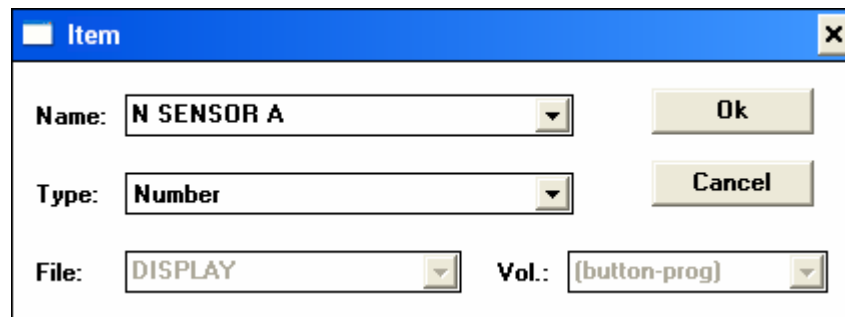 Item
Name: N SENSOR A Ok
Type: Number Cancel
File: DISPLAY Vol.: (button-prog)